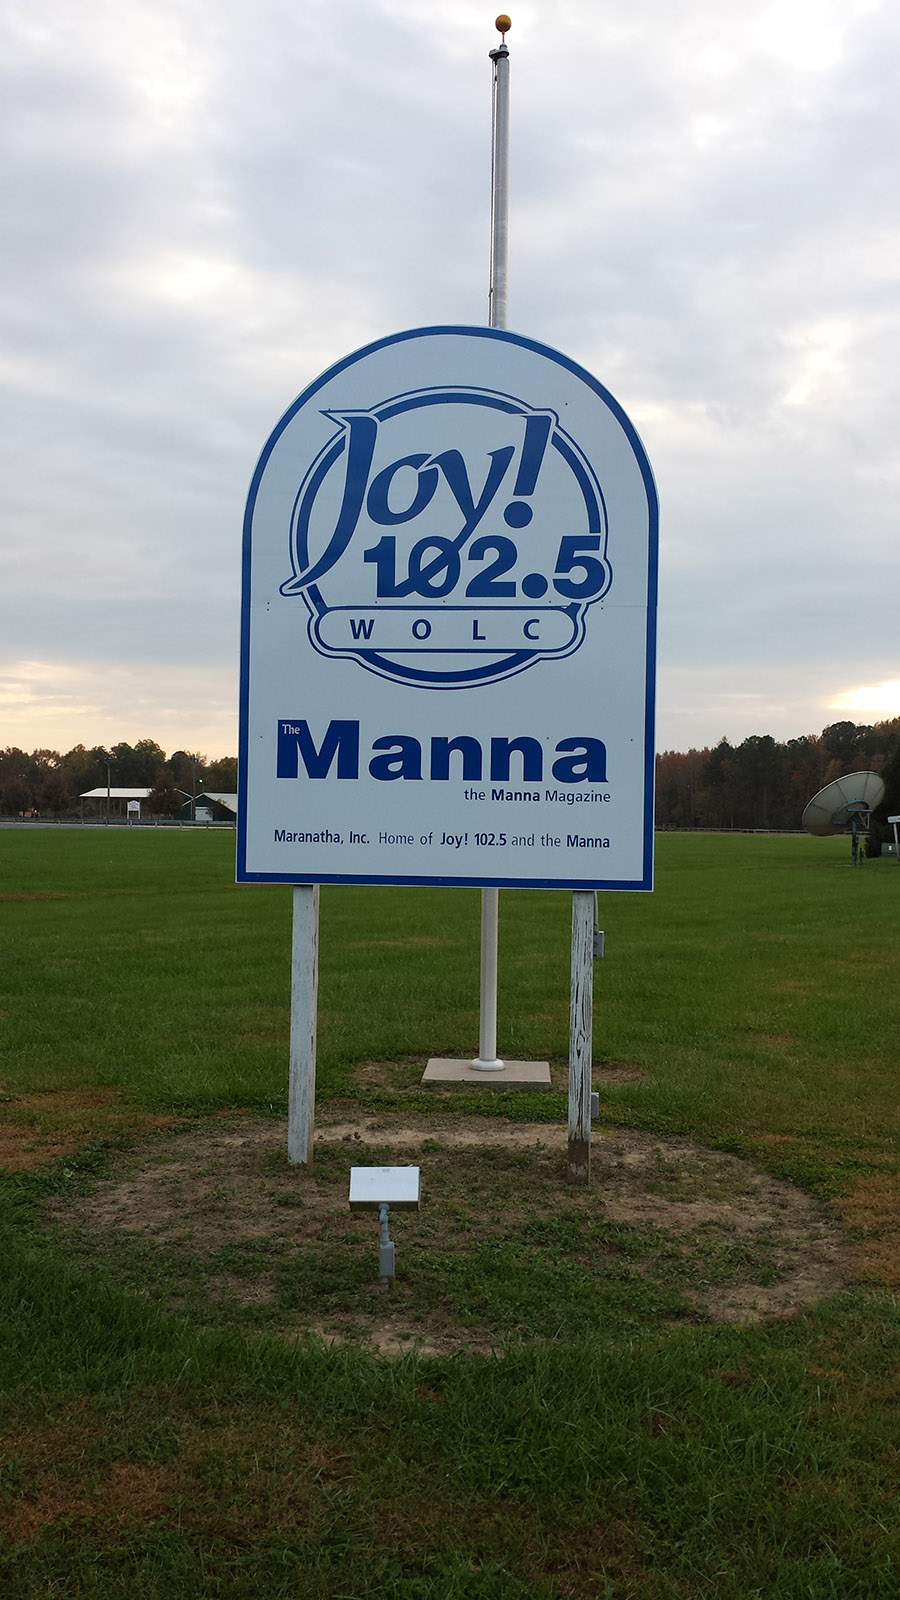 Joy!
102.5
WOLC
The Manna
the Manna Magazine
Maranatha, Inc. Home of Joy! 102.5 and the Manna